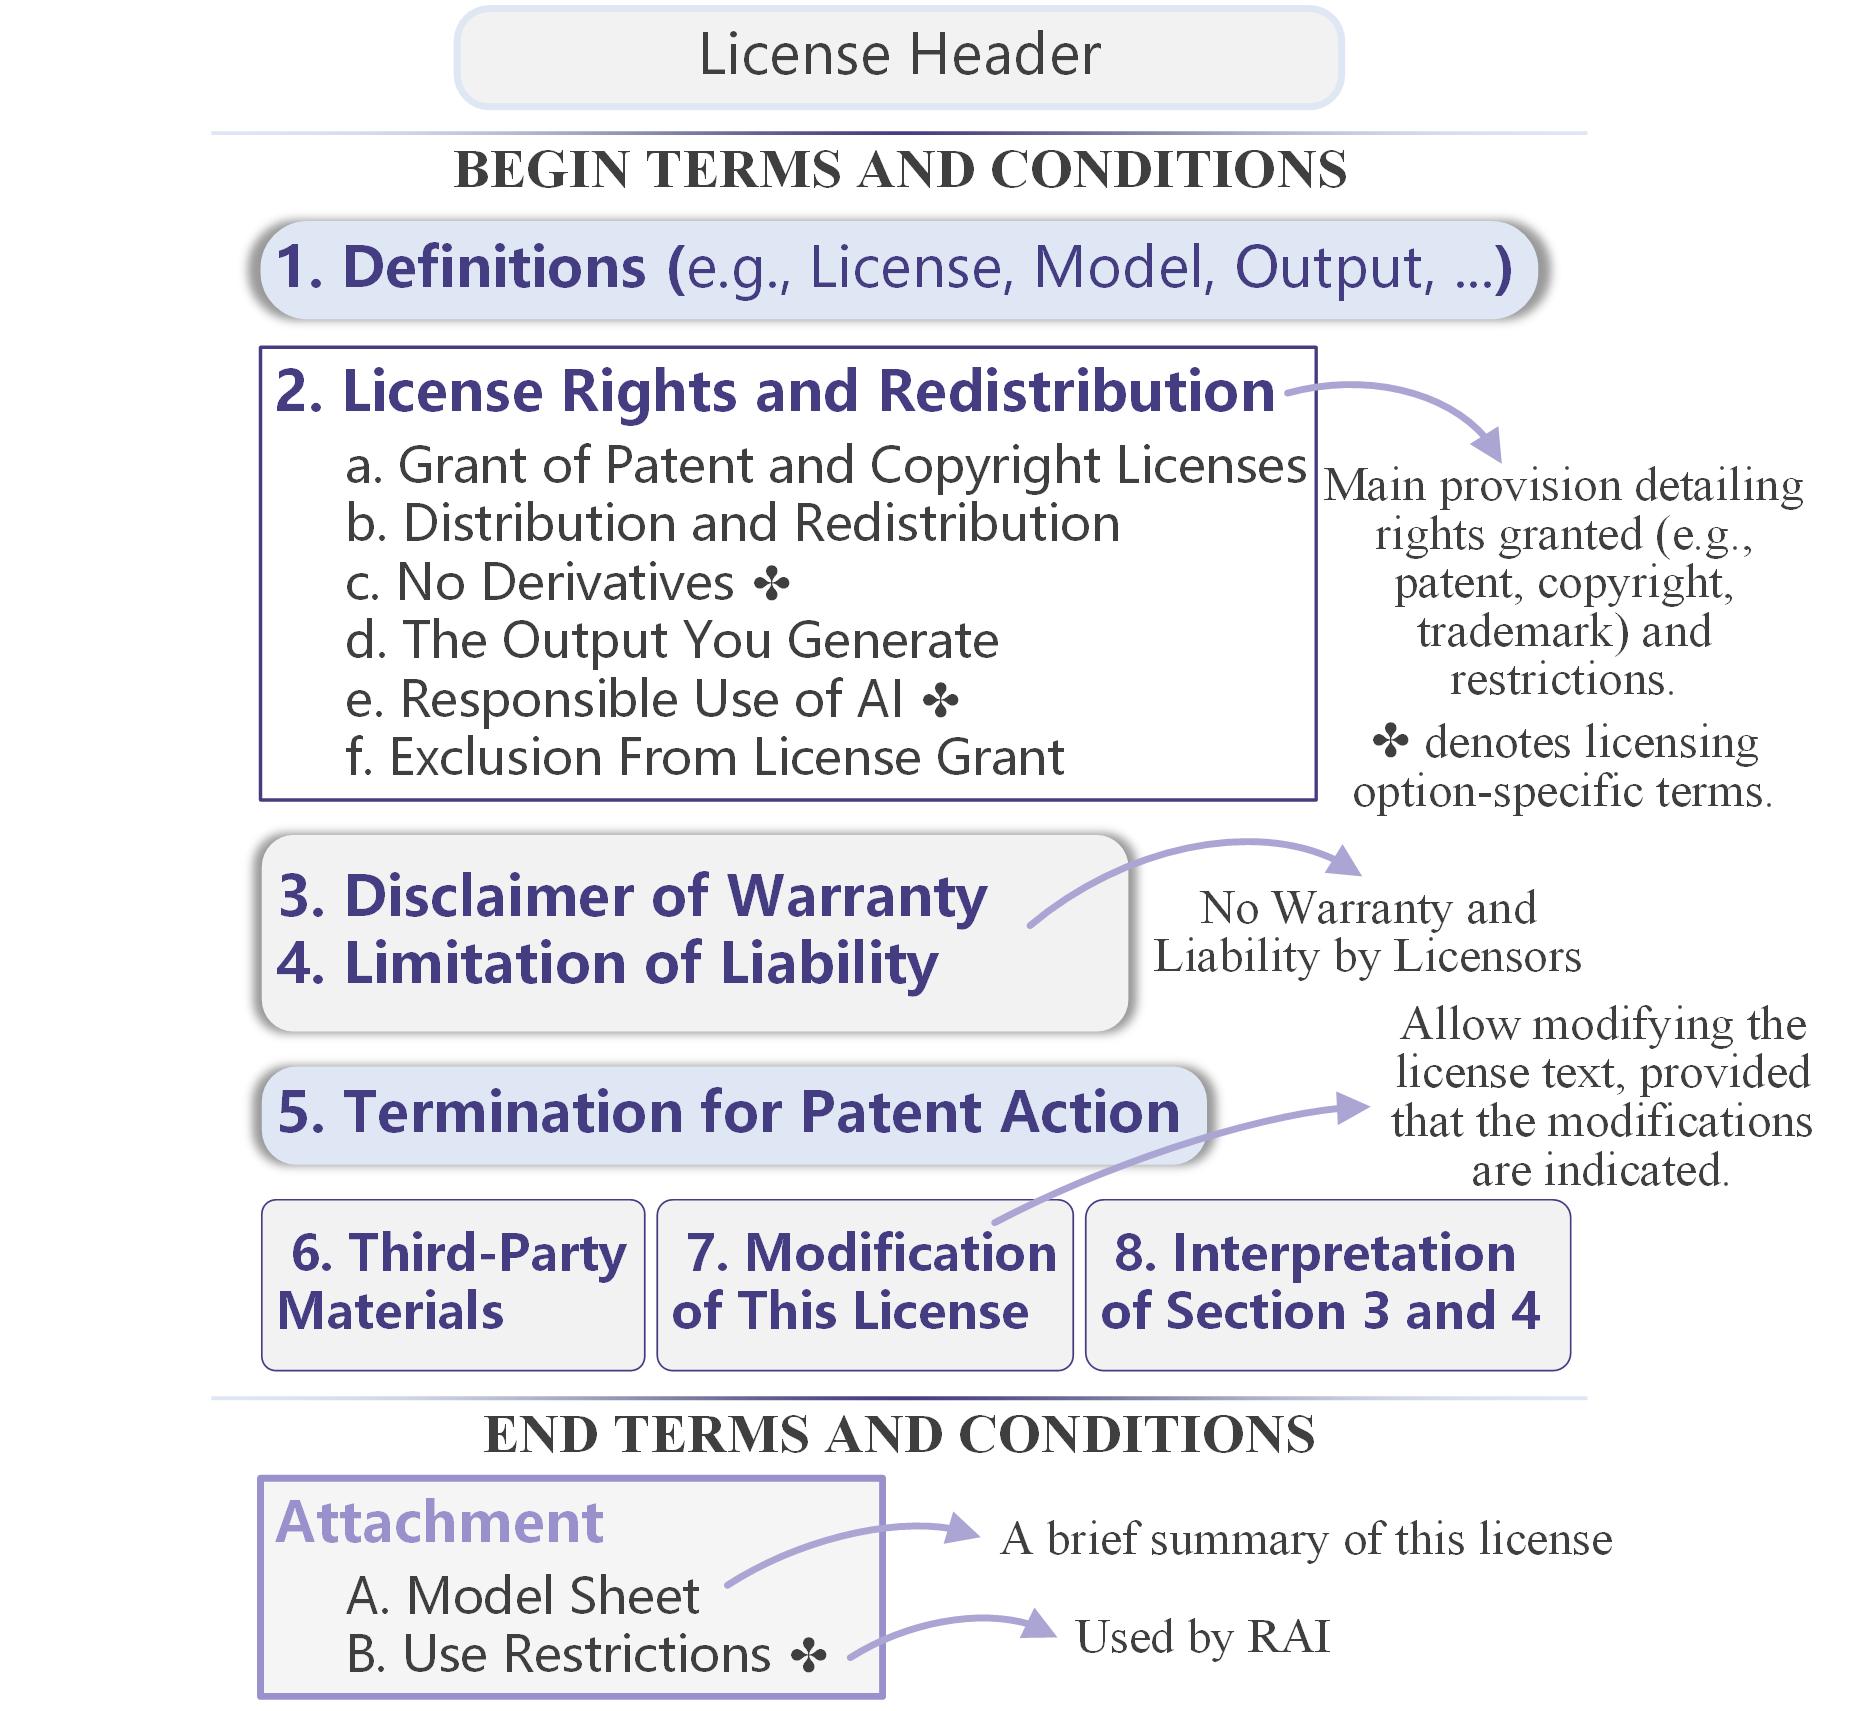 License Header
BEGIN TERMS AND CONDITIONS
1. Definitions (e.g., License, Model, Output, ...)
2. License Rights and Redistribution
a. Grant of Patent and Copyright Licenses
b. Distribution and Redistribution
c. No Derivatives ✤
d. The Output You Generate
e. Responsible Use of AI ✤
f. Exclusion From License Grant
Main provision detailing
rights granted (e.g.,
patent, copyright,
trademark) and
restrictions.
✤ denotes licensing
option-specific terms.
3. Disclaimer of Warranty
4. Limitation of Liability
No Warranty and
Liability by Licensors
5. Termination for Patent Action
Allow modifying the
license text, provided
that the modifications
are indicated.
6. Third-Party
Materials
7. Modification
of This License
8. Interpretation
of Section 3 and 4
END TERMS AND CONDITIONS
Attachment
A. Model Sheet
A brief summary of this license
B. Use Restrictions ✤
Used by RAI